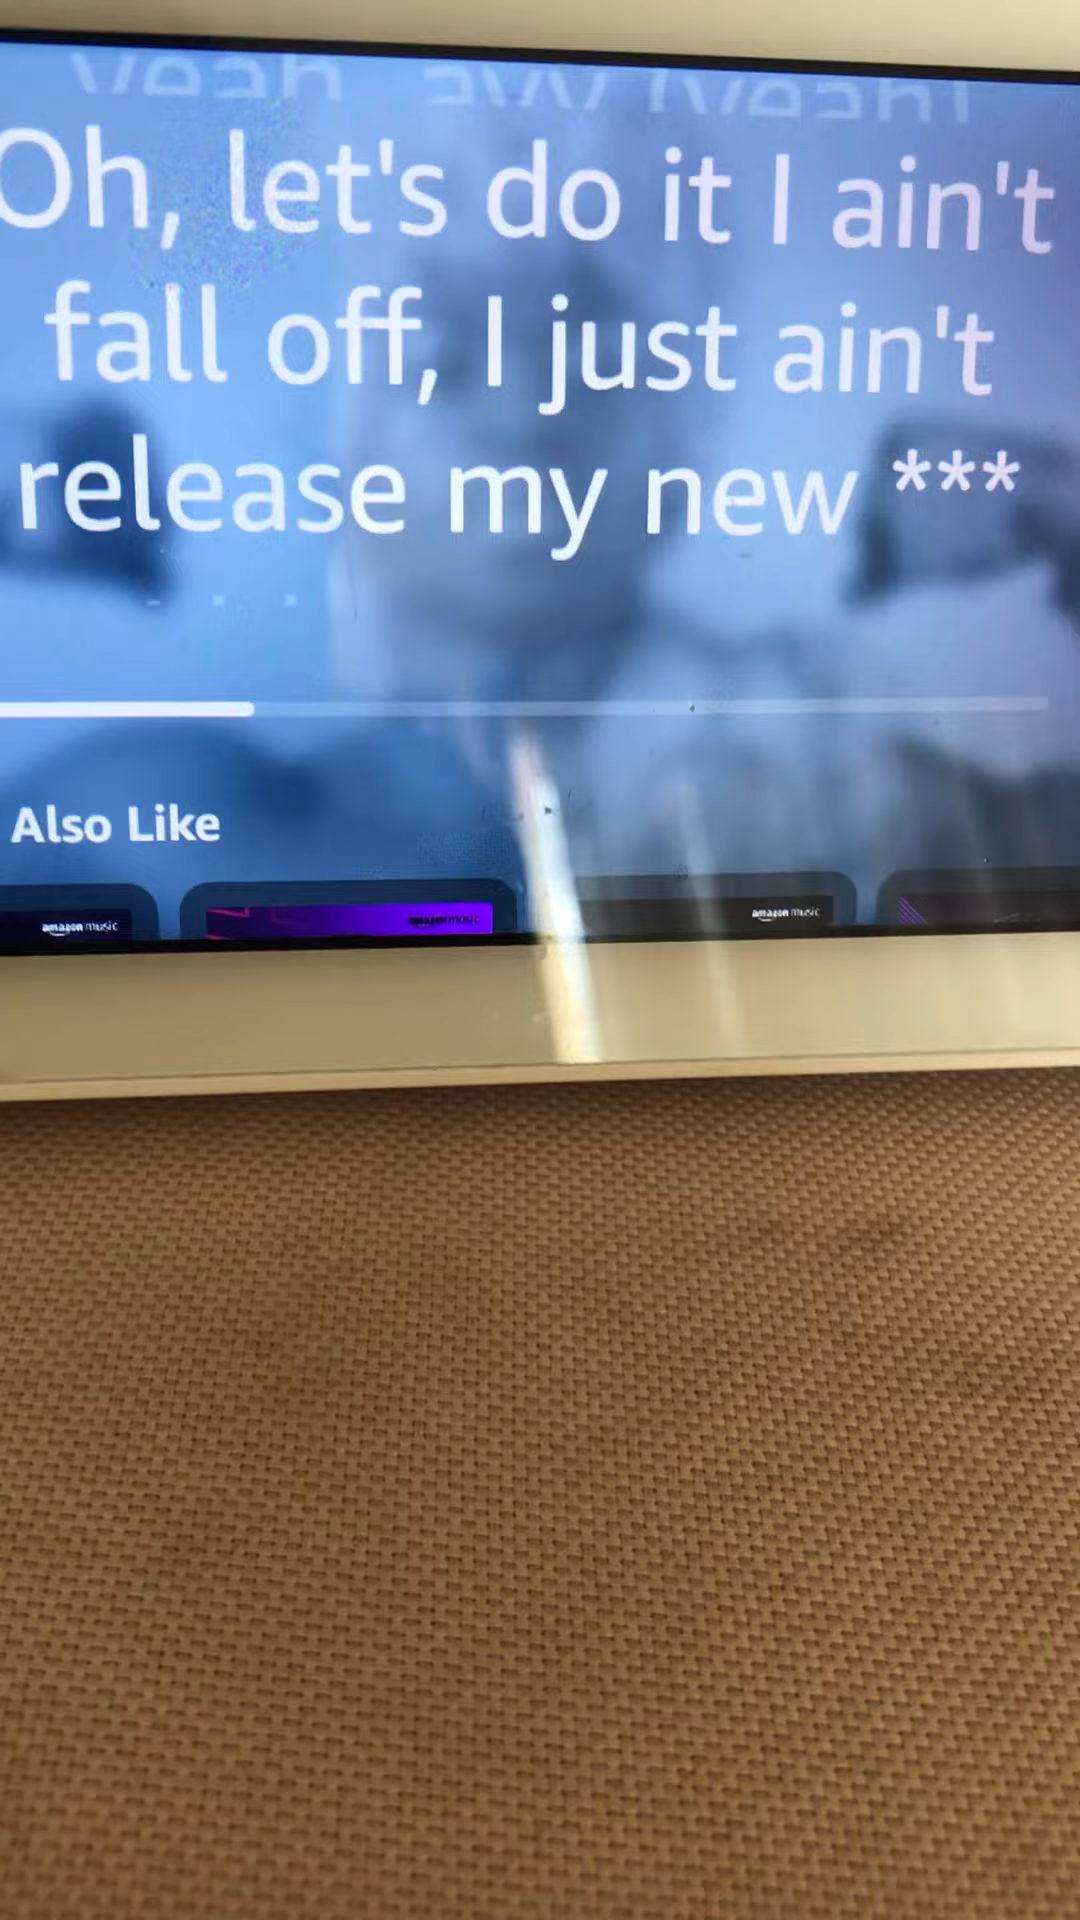 Oh, let's do it I ain't
fall off, I just ain't
release my new ***
Also Like
amazon music
amazon music
amazon music